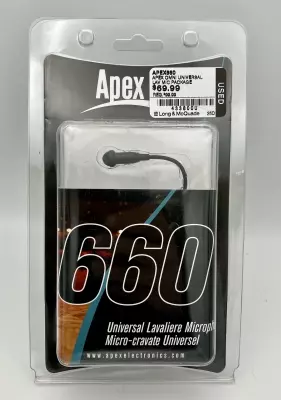 Apex
APEX660
APEX OMNI UNIVERSAL
LAV MIC PACKAGE
$69.99
USED
Long & McQuade
660
Universal Lavaliere Microph
Micro-cravate Universel
www.apexelectronics.com